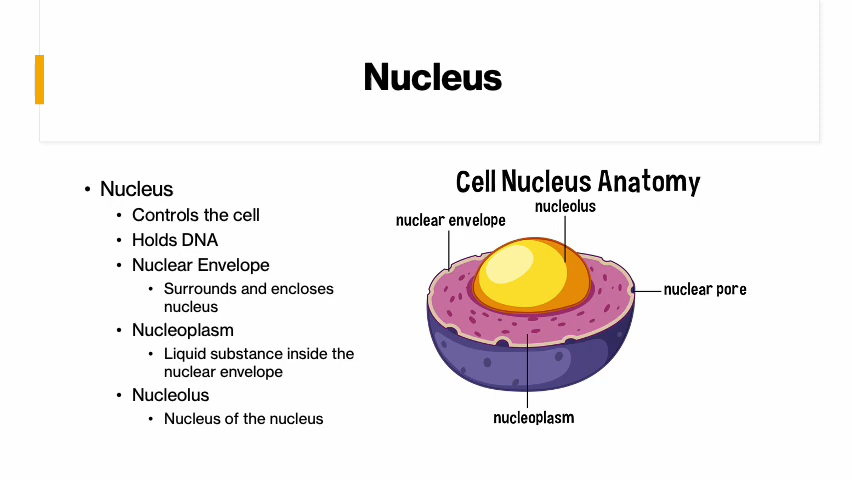 Nucleus
• Nucleus
• Controls the cell
• Holds DNA
• Nuclear Envelope
• Surrounds and encloses
nucleus
• Nucleoplasm
• Liquid substance inside the
nuclear envelope
• Nucleolus
• Nucleus of the nucleus
Cell Nucleus Anatomy
nucleolus
nuclear envelope
nuclear pore
nucleoplasm